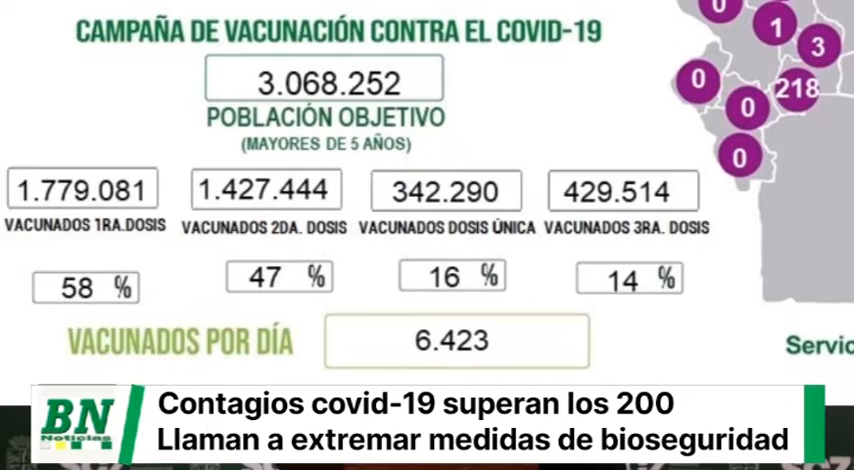 CAMPAÑA DE VACUNACIÓN CONTRA EL COVID-19
3.068.252
POBLACIÓN OBJETIVO
(MAYORES DE 5 AÑOS)
1.779.081 1.427.444 342.290 429.514
VACUNADOS 1RA.DOSIS VACUNADOS 2DA. DOSIS VACUNADOS DOSIS ÚNICA VACUNADOS 3RA. DOSIS
58 % 47 % 16 % 14 %
VACUNADOS POR DÍA 6.423
0
1
3
0
218
0
0
Servic
BN
Noticias
Contagios covid-19 superan los 200
Llaman a extremar medidas de bioseguridad